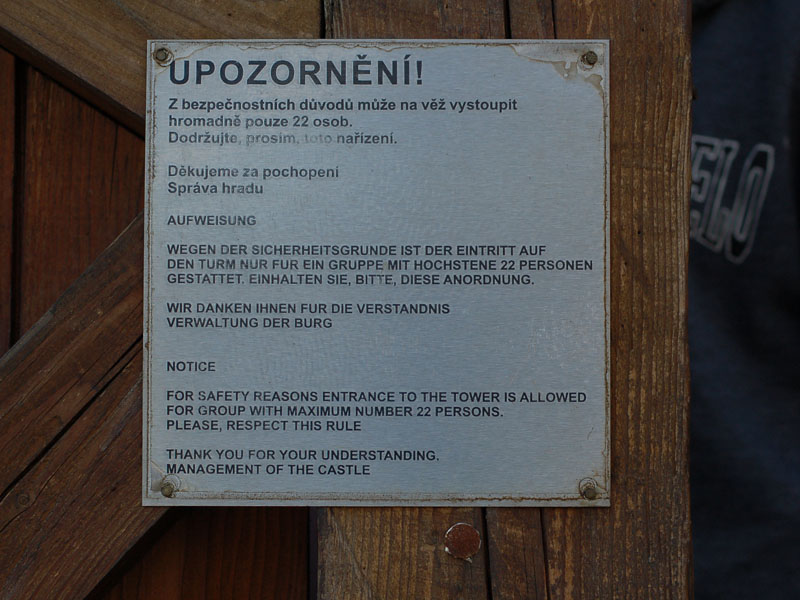 UPOZORNĚNÍ!
Z bezpečnostních důvodů může na věž vystoupit
hromadně pouze 22 osob.
Dodržujte, prosím, toto nařízení.
Děkujeme za pochopení
Správa hradu
AUFWEISUNG
WEGEN DER SICHERHEITSGRUNDE IST DER EINTRITT AUF
DEN TURM NUR FUR EIN GRUPPE MIT HOCHSTENE 22 PERSONEN
GESTATTET. EINHALTEN SIE, BITTE, DIESE ANORDNUNG.
WIR DANKEN IHNEN FUR DIE VERSTANDNIS
VERWALTUNG DER BURG
NOTICE
FOR SAFETY REASONS ENTRANCE TO THE TOWER IS ALLOWED
FOR GROUP WITH MAXIMUM NUMBER 22 PERSONS.
PLEASE, RESPECT THIS RULE
THANK YOU FOR YOUR UNDERSTANDING.
MANAGEMENT OF THE CASTLE